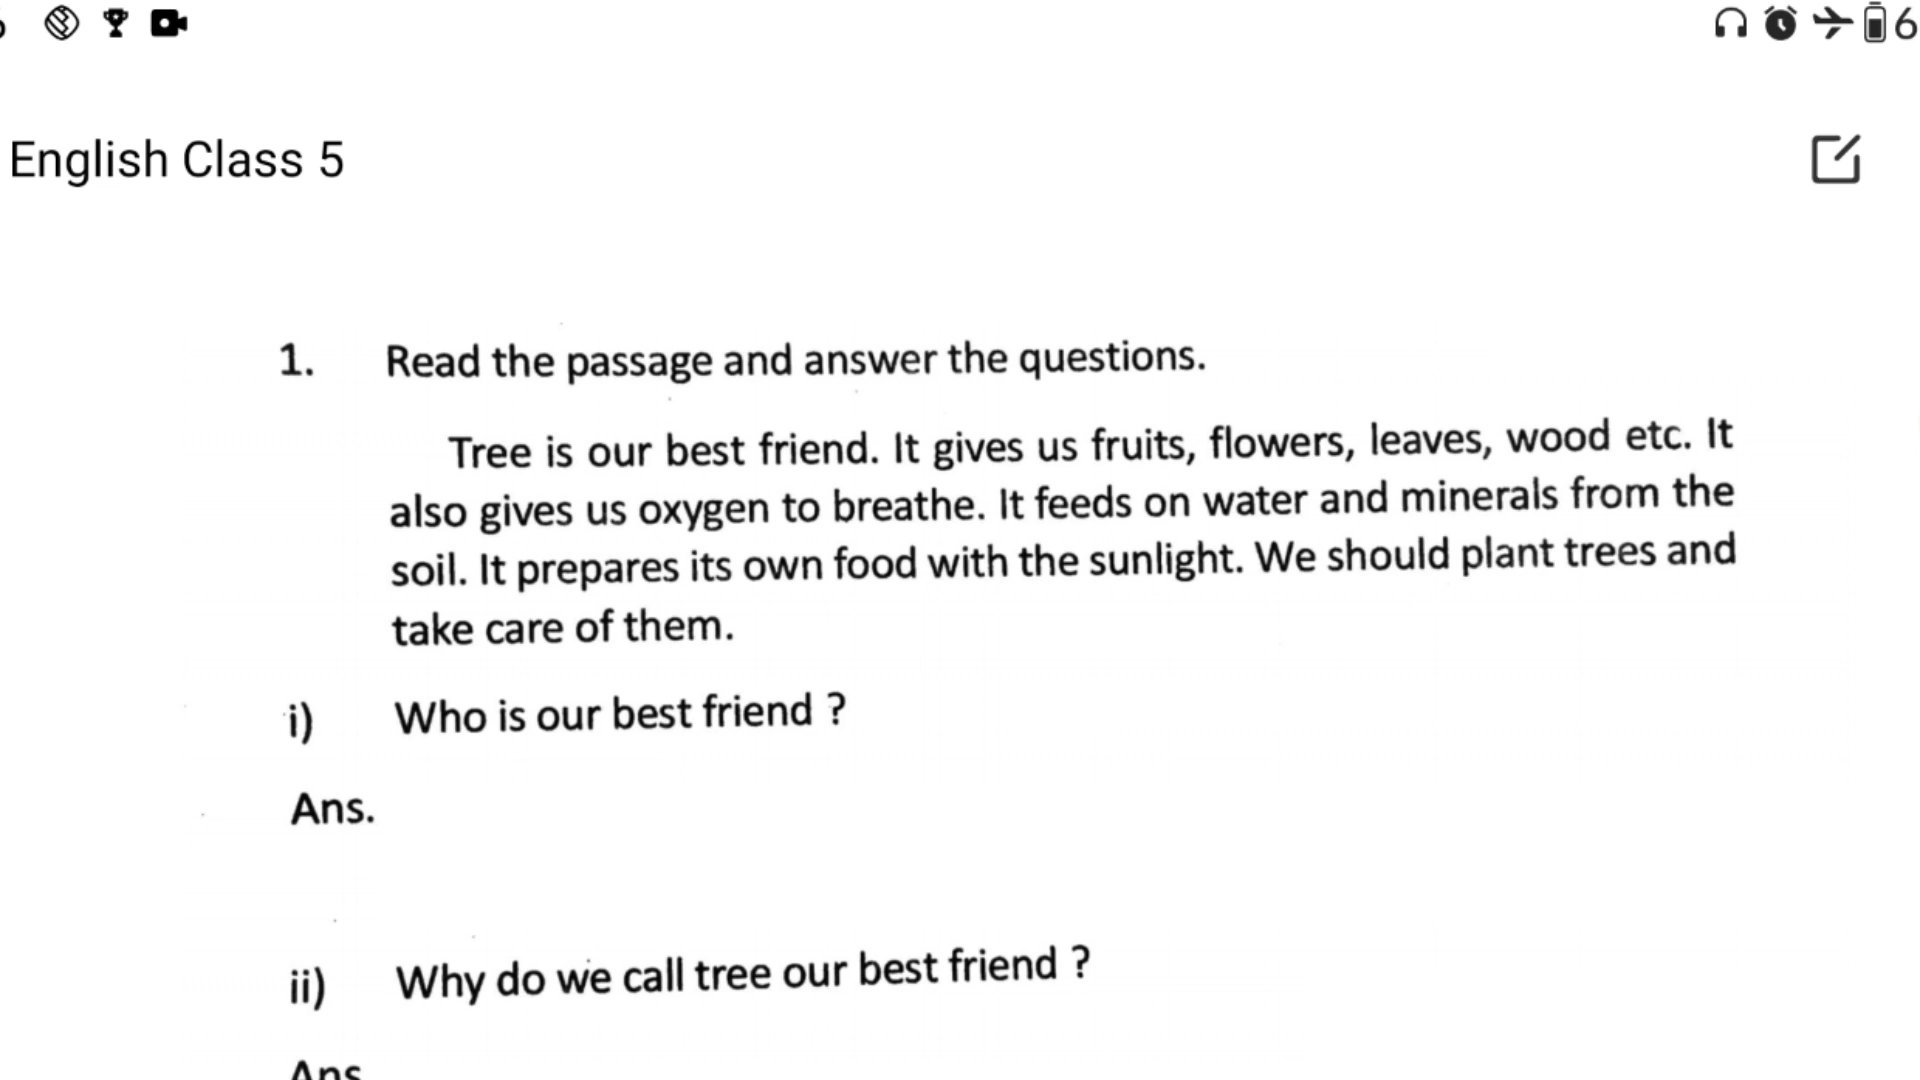 6
English Class 5
1. Read the passage and answer the questions.
Tree is our best friend. It gives us fruits, flowers, leaves, wood etc. It
also gives us oxygen to breathe. It feeds on water and minerals from the
soil. It prepares its own food with the sunlight. We should plant trees and
take care of them.
i) Who is our best friend ?
Ans.
ii) Why do we call tree our best friend ?
Ans